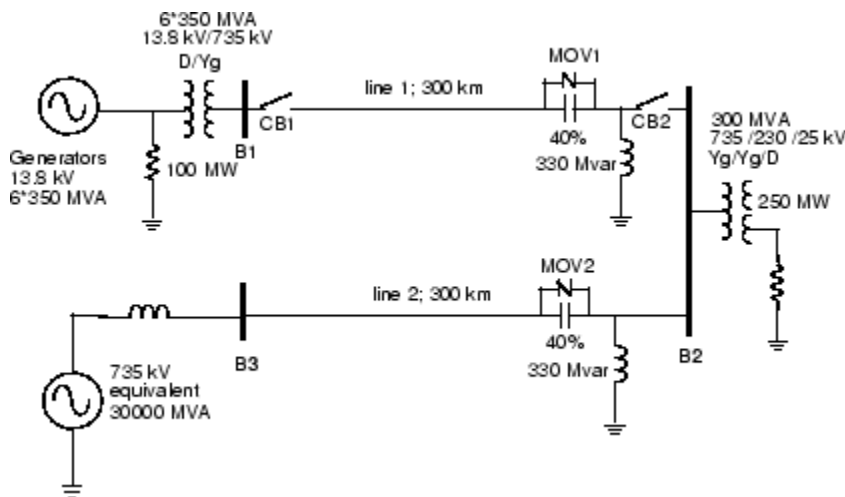 6*350 MVA
13.8 kV/735 kV
D/Yg
MOV1
line 1; 300 km
CB1
CB2
B1
40%
300 MVA
735 /230 /25 kV
Yg/Yg/D
Generators
13.8 kV
6*350 MVA
100 MW
330 Mvar
250 MW
MOV2
line 2; 300 km
B3
40%
B2
735 kV
equivalent
30000 MVA
330 Mvar